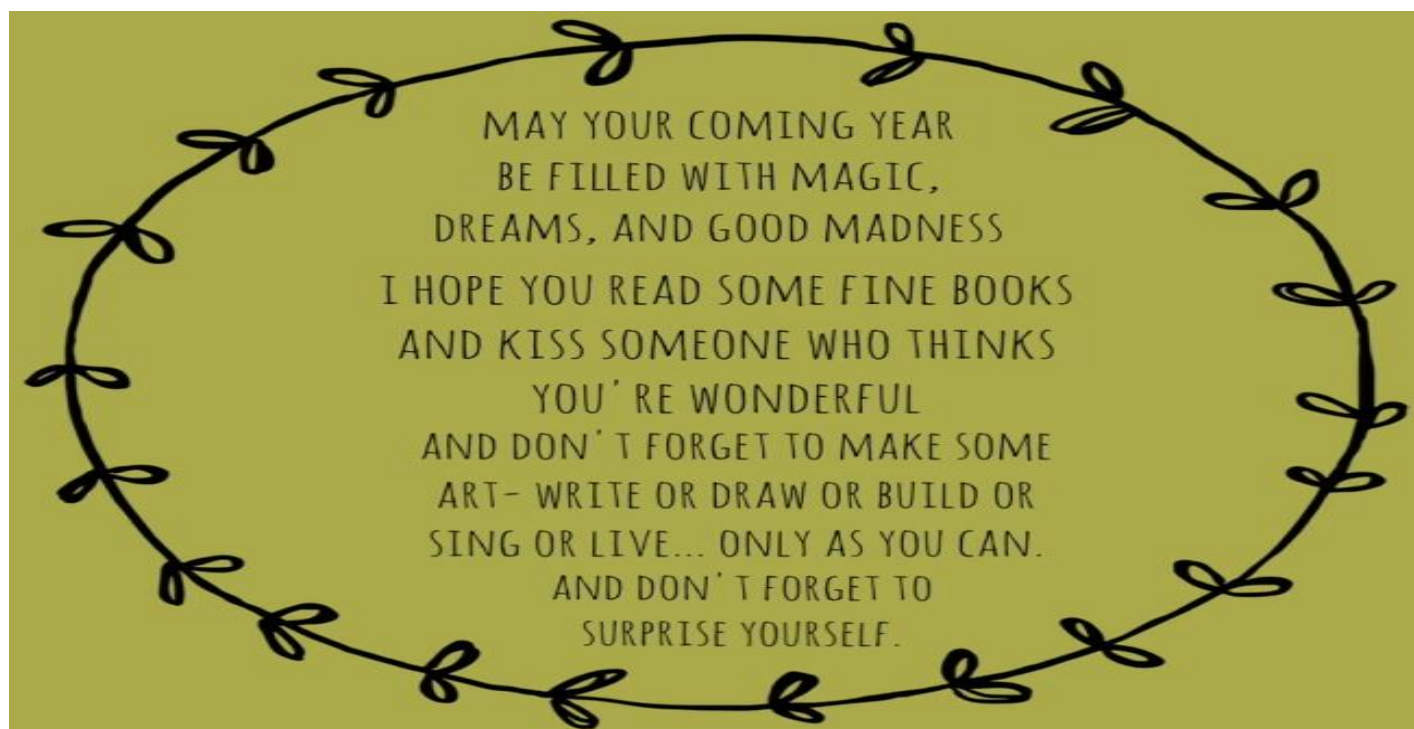 MAY YOUR COMING YEAR
BE FILLED WITH MAGIC,
DREAMS, AND GOOD MADNESS
I HOPE YOU READ SOME FINE BOOKS
AND KISS SOMEONE WHO THINKS
YOU'RE WONDERFUL
AND DON'T FORGET TO MAKE SOME
ART- WRITE OR DRAW OR BUILD OR
SING OR LIVE... ONLY AS YOU CAN.
AND DON'T FORGET TO
SURPRISE YOURSELF.